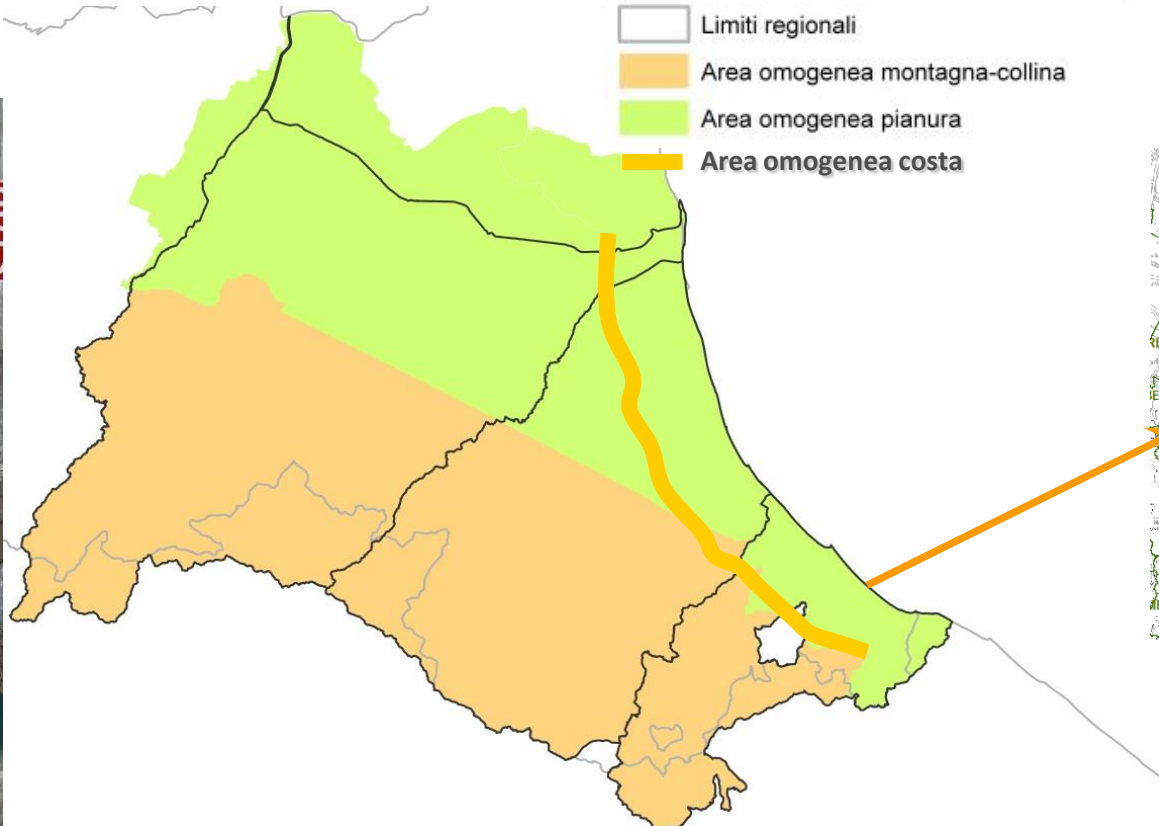 Limiti regionali
Area omogenea montagna-collina
Area omogenea pianura
Area omogenea costa